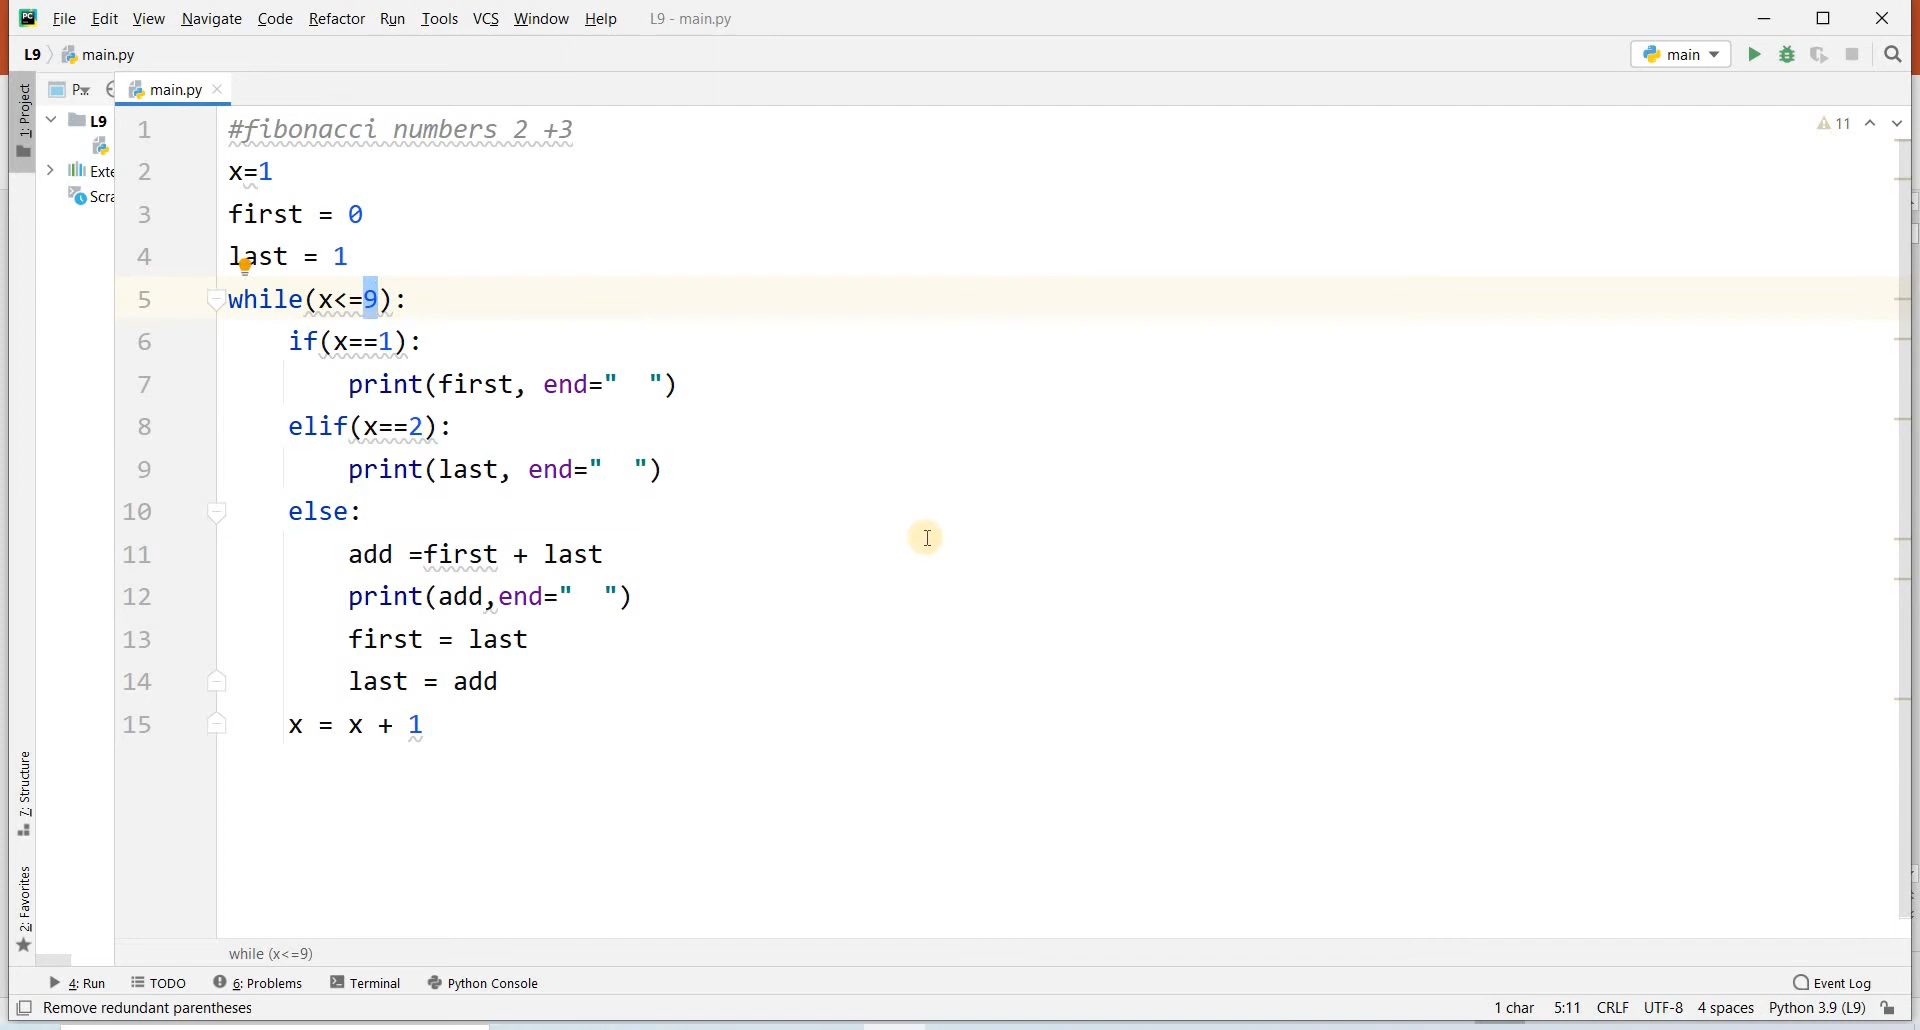 File Edit View Navigate Code Refactor Run Tools VCS Window Help L9 - main.py
L9 main.py main
1: Project P... main.py
L9
Exte
Scra
11
1 #fibonacci numbers 2 +3
2 x=1
3 first = 0
4 last = 1
5 while(x<=9):
6 if(x==1):
7 print(first, end="  ")
8 elif(x==2):
9 print(last, end="  ")
10 else:
11 add =first + last
12 print(add,end="  ")
13 first = last
14 last = add
15 x = x + 1
7: Structure
2: Favorites
while (x<=9)
4: Run TODO 6: Problems Terminal Python Console Event Log
Remove redundant parentheses 1 char 5:11 CRLF UTF-8 4 spaces Python 3.9 (L9)